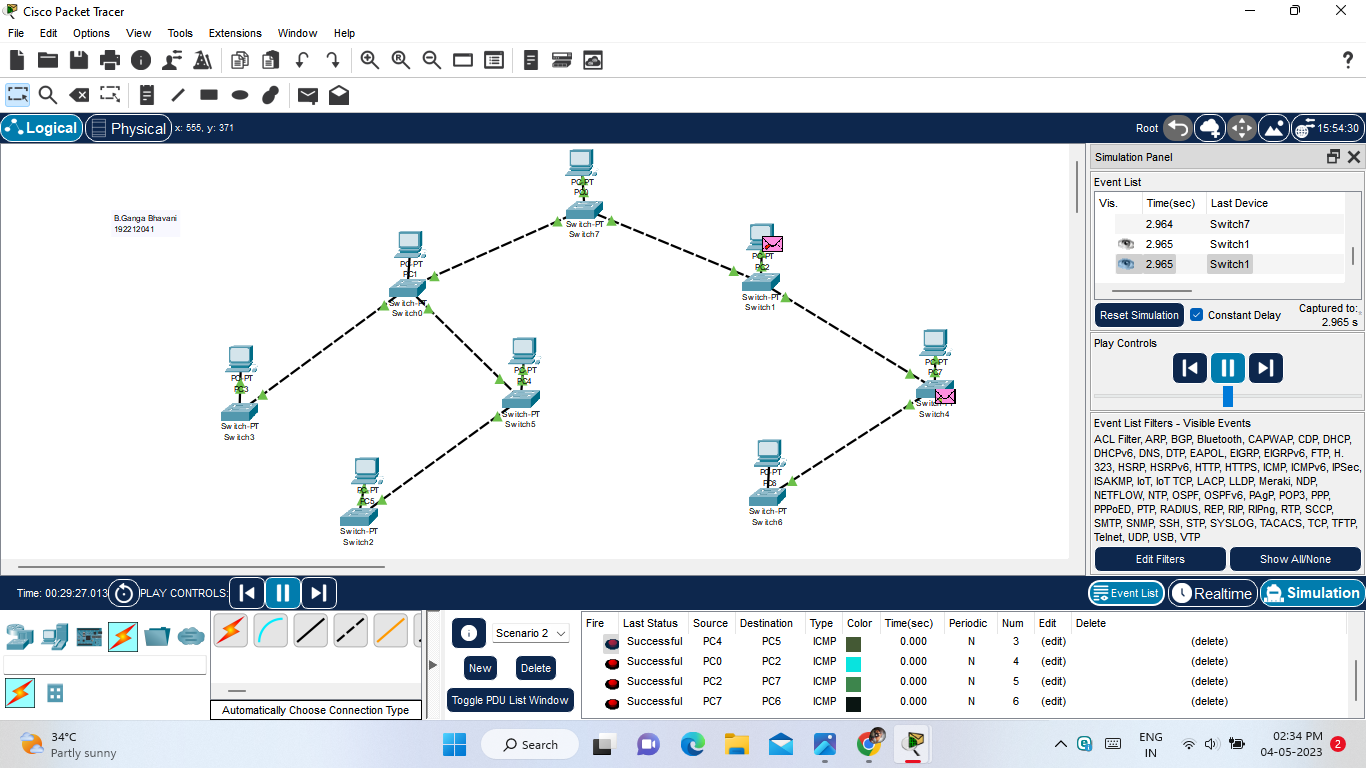 Cisco Packet Tracer
File Edit Options View Tools Extensions Window Help
Logical Physical x: 555, y: 371 Root 15:54:30
B.Ganga Bhavani
192212041
PC-PT
PC0
Switch-PT
Switch7
PC-PT
PC1
Switch-PT
Switch0
PC-PT
PC2
Switch-PT
Switch1
PC-PT
PC3
Switch-PT
Switch3
PC-PT
PC4
Switch-PT
Switch5
PC-PT
PC7
Switch4
PC-PT
PC5
Switch-PT
Switch2
PC-PT
PC6
Switch-PT
Switch6
Simulation Panel
Event List
Vis. Time(sec) Last Device
2.964 Switch7
2.965 Switch1
2.965 Switch1
Reset Simulation Constant Delay Captured to:
2.965 s
Play Controls
Event List Filters - Visible Events
ACL Filter, ARP, BGP, Bluetooth, CAPWAP, CDP, DHCP,
DHCPv6, DNS, DTP, EAPOL, EIGRP, EIGRPv6, FTP, H.
323, HSRP, HSRPv6, HTTP, HTTPS, ICMP, ICMPv6, IPSec,
ISAKMP, IoT, IoT TCP, LACP, LLDP, Meraki, NDP,
NETFLOW, NTP, OSPF, OSPFv6, PAgP, POP3, PPP,
PPPoED, PTP, RADIUS, REP, RIP, RIPng, RTP, SCCP,
SMTP, SNMP, SSH, STP, SYSLOG, TACACS, TCP, TFTP,
Telnet, UDP, USB, VTP
Edit Filters Show All/None
Time: 00:29:27.013 PLAY CONTROLS: Event List Realtime Simulation
Scenario 2
New Delete
Toggle PDU List Window
Automatically Choose Connection Type
Fire Last Status Source Destination Type Color Time(sec) Periodic Num Edit Delete
Successful PC4 PC5 ICMP 0.000 N 3 (edit) (delete)
Successful PC0 PC2 ICMP 0.000 N 4 (edit) (delete)
Successful PC2 PC7 ICMP 0.000 N 5 (edit) (delete)
Successful PC7 PC6 ICMP 0.000 N 6 (edit) (delete)
34°C
Partly sunny
Search
ENG
IN
02:34 PM
04-05-2023
2